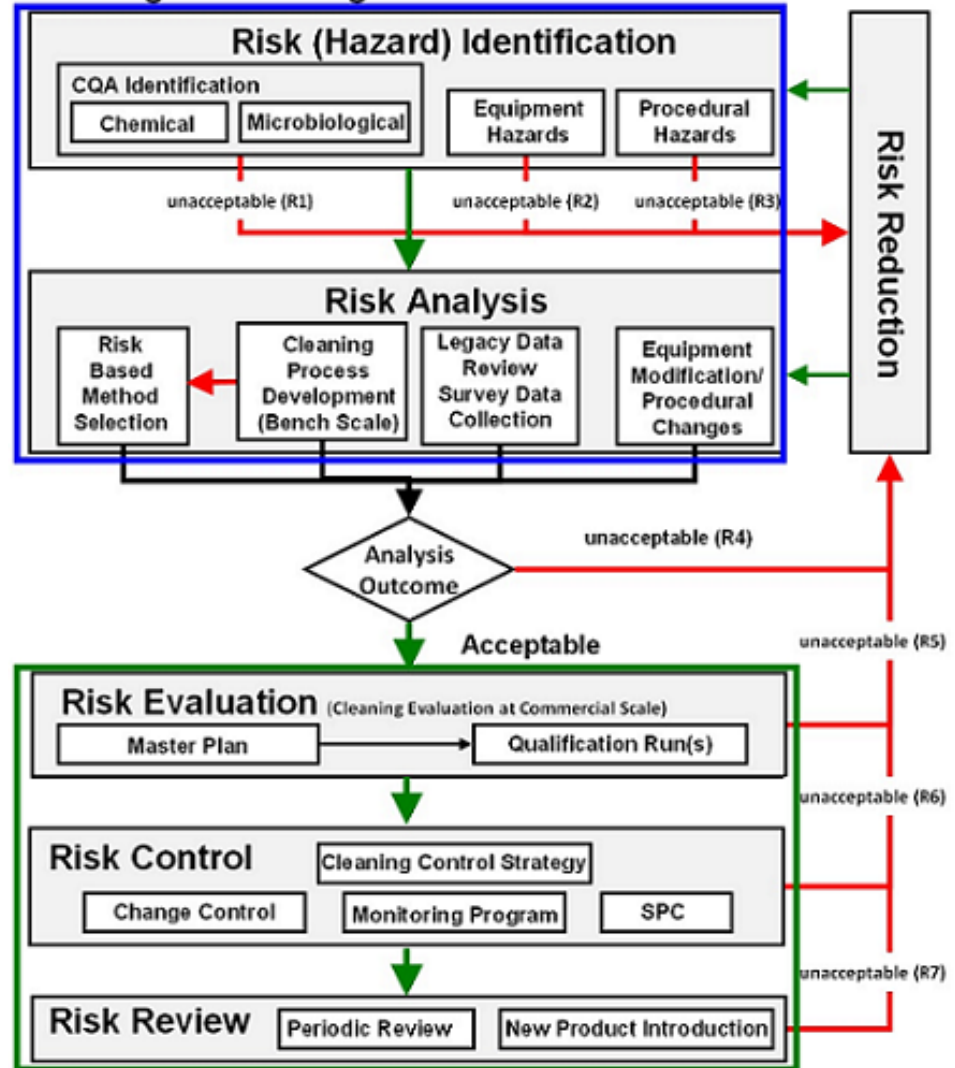 Risk (Hazard) Identification
CQA Identification
Chemical
Microbiological
Equipment
Hazards
Procedural
Hazards
unacceptable (R1)
unacceptable (R2)
unacceptable (R3)
Risk Reduction
Risk Analysis
Risk
Based
Method
Selection
Cleaning
Process
Development
(Bench Scale)
Legacy Data
Review
Survey Data
Collection
Equipment
Modification/
Procedural
Changes
Analysis
Outcome
unacceptable (R4)
Acceptable
unacceptable (R5)
Risk Evaluation (Cleaning Evaluation at Commercial Scale)
Master Plan
Qualification Run(s)
unacceptable (R6)
Risk Control
Cleaning Control Strategy
Change Control
Monitoring Program
SPC
unacceptable (R7)
Risk Review
Periodic Review
New Product Introduction